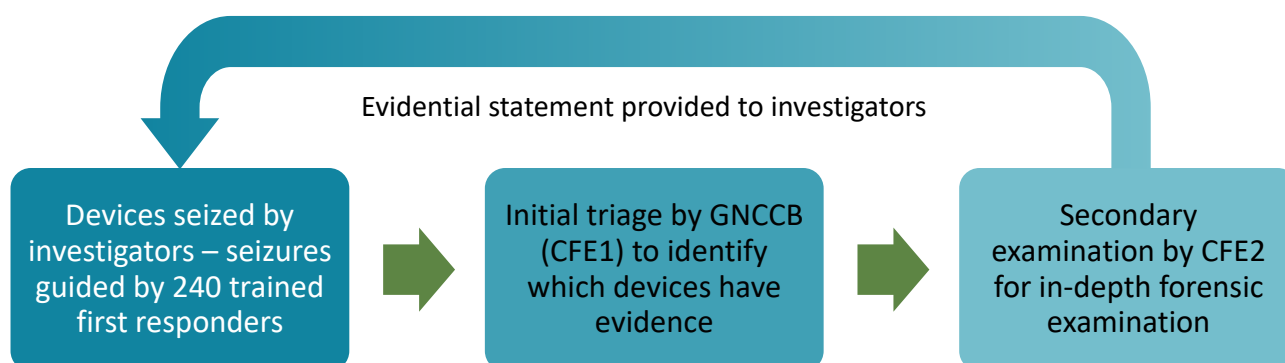 Evidential statement provided to investigators
Devices seized by
investigators – seizures
guided by 240 trained
first responders
Initial triage by GNCCB
(CFE1) to identify
which devices have
evidence
Secondary
examination by CFE2
for in-depth forensic
examination